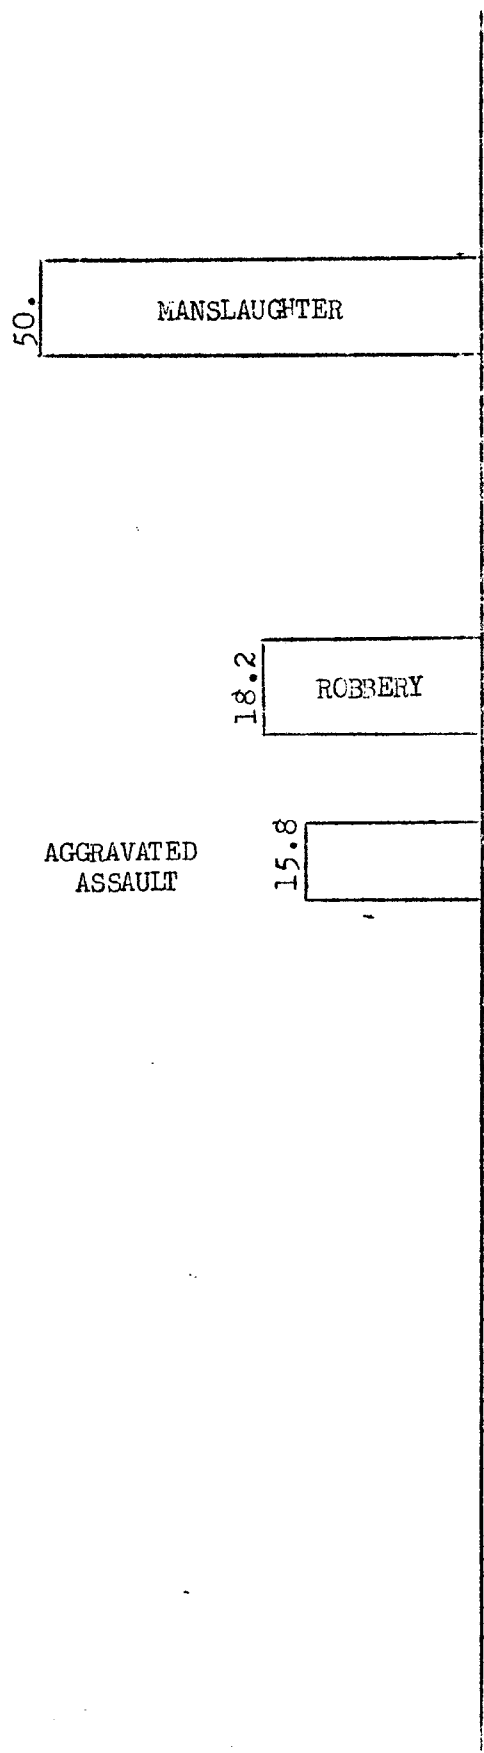 50.
MANSLAUGHTER
18.2
ROBBERY
15.8
AGGRAVATED
ASSAULT